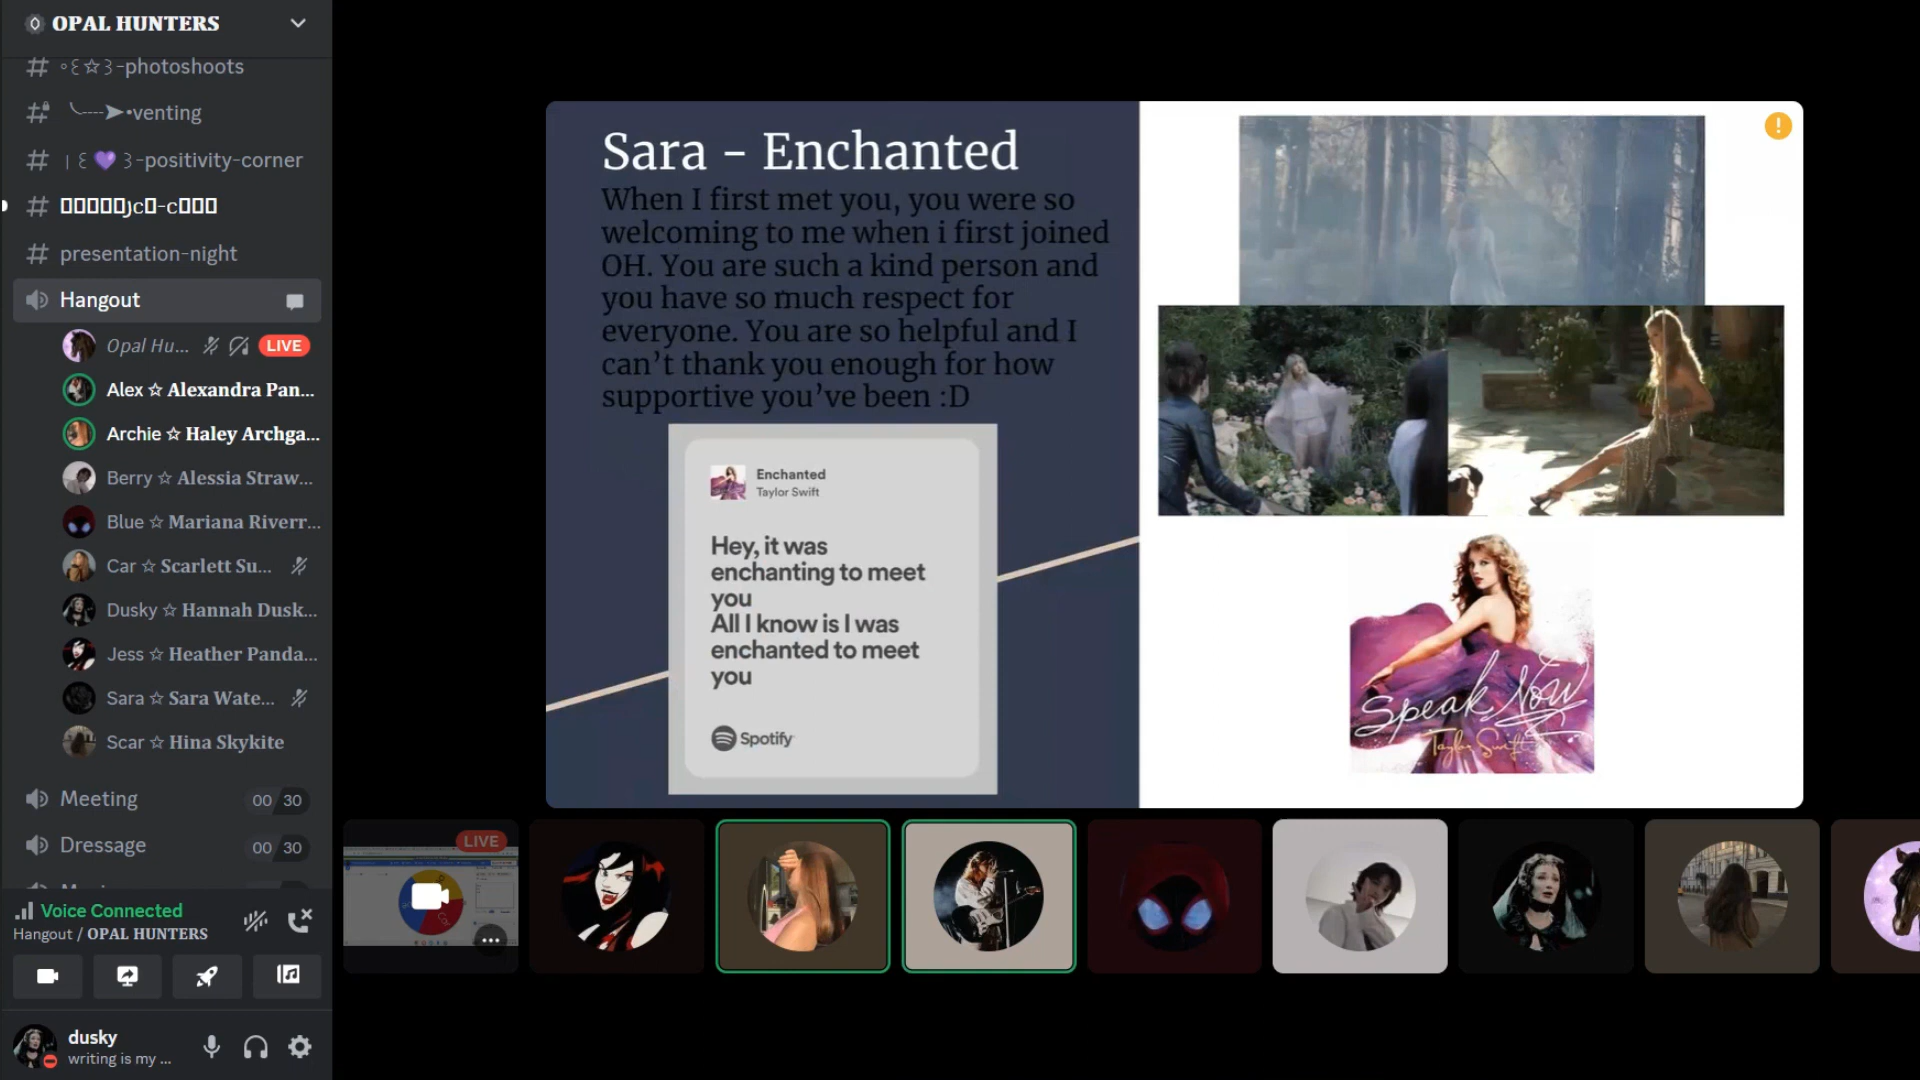 OPAL HUNTERS
-photoshoots
•venting
-positivity-corner
presentation-night
Hangout
Opal Hu...
LIVE
Alex ☆ Alexandra Pan...
Archie ☆ Haley Archga...
Berry ☆ Alessia Straw...
Blue ☆ Mariana Riverr...
Car ☆ Scarlett Su...
Dusky ☆ Hannah Dusk...
Jess ☆ Heather Panda...
Sara ☆ Sara Wate...
Scar ☆ Hina Skykite
Meeting 00 30
Dressage 00 30
Voice Connected
Hangout / OPAL HUNTERS
dusky
writing is my ...
Sara - Enchanted
When I first met you, you were so
welcoming to me when i first joined
OH. You are such a kind person and
you have so much respect for
everyone. You are so helpful and I
can't thank you enough for how
supportive you've been :D
Enchanted
Taylor Swift
Hey, it was
enchanting to meet
you
All I know is I was
enchanted to meet
you
Spotify
Speak Now
Taylor Swift
LIVE